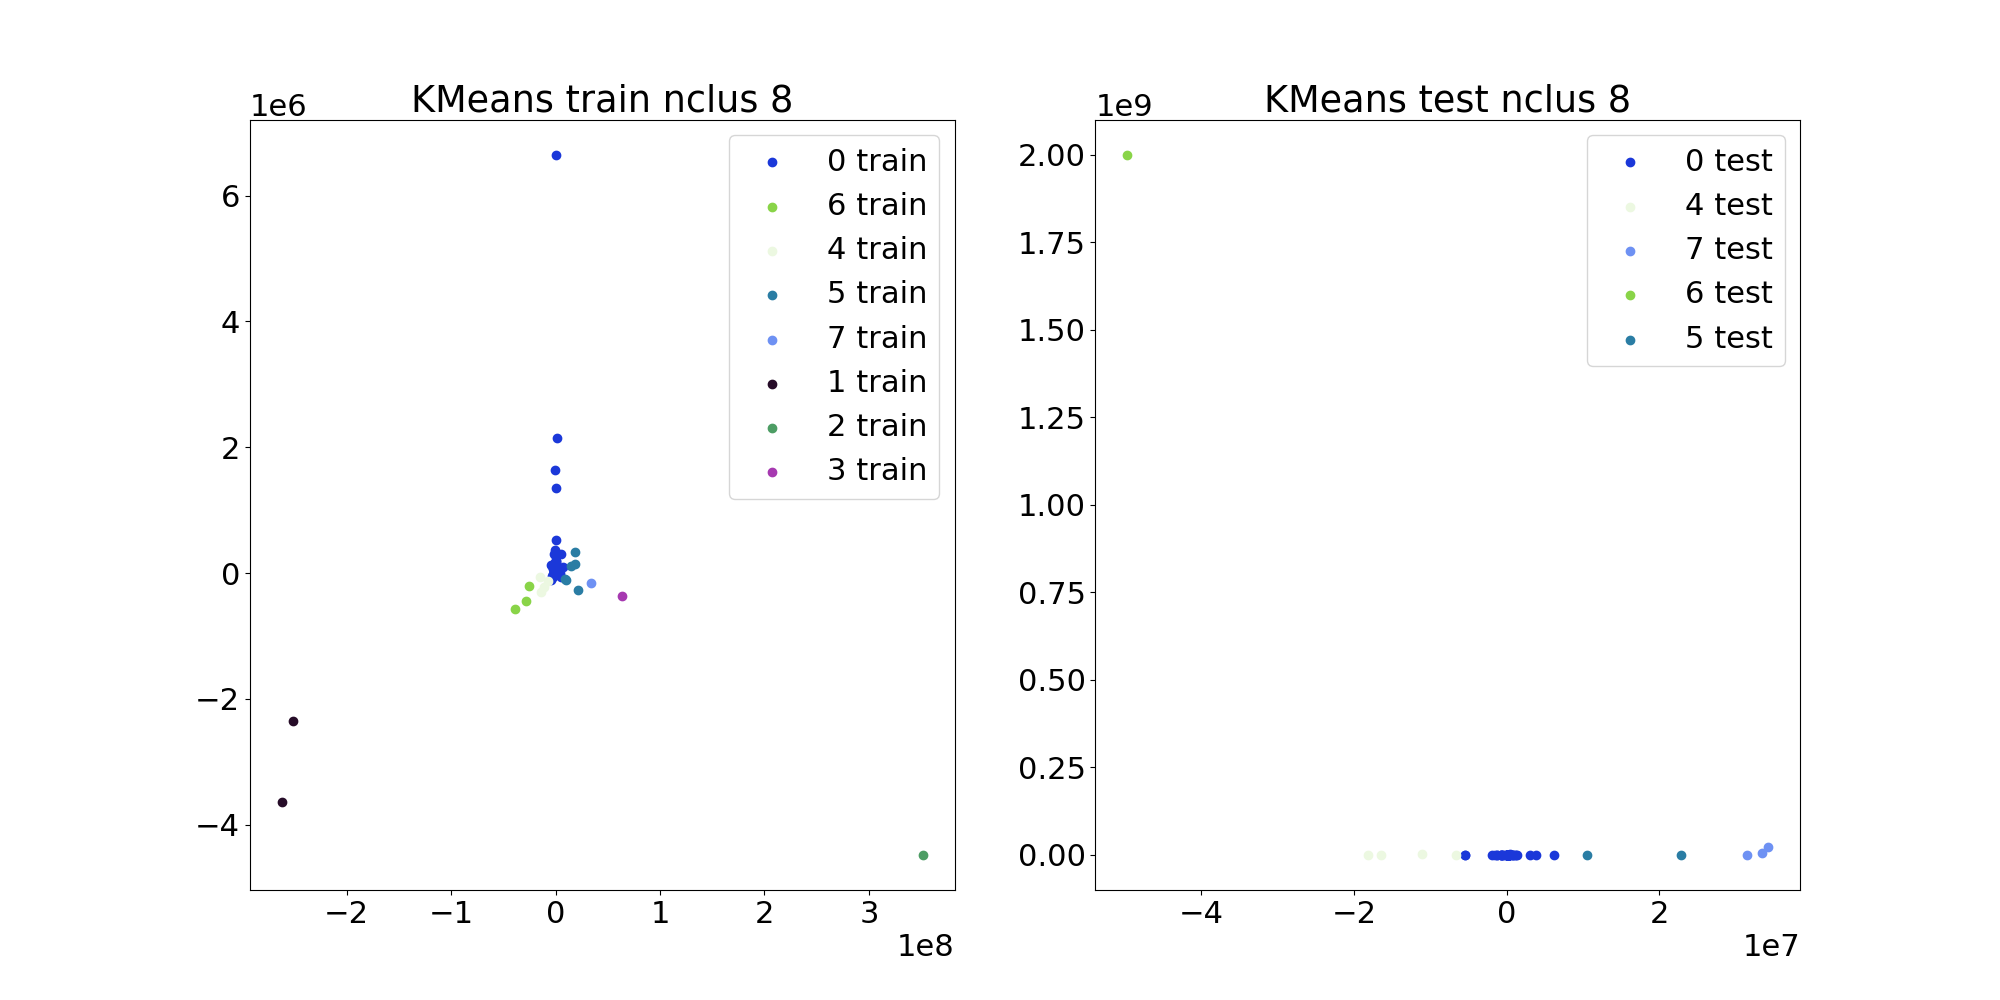 KMeans train nclus 8
1e6
6
4
2
0
−2
−4
−2
−1
0
1
2
3
1e8
0 train
6 train
4 train
5 train
7 train
1 train
2 train
3 train
KMeans test nclus 8
1e9
2.00
1.75
1.50
1.25
1.00
0.75
0.50
0.25
0.00
−4
−2
0
2
1e7
0 test
4 test
7 test
6 test
5 test